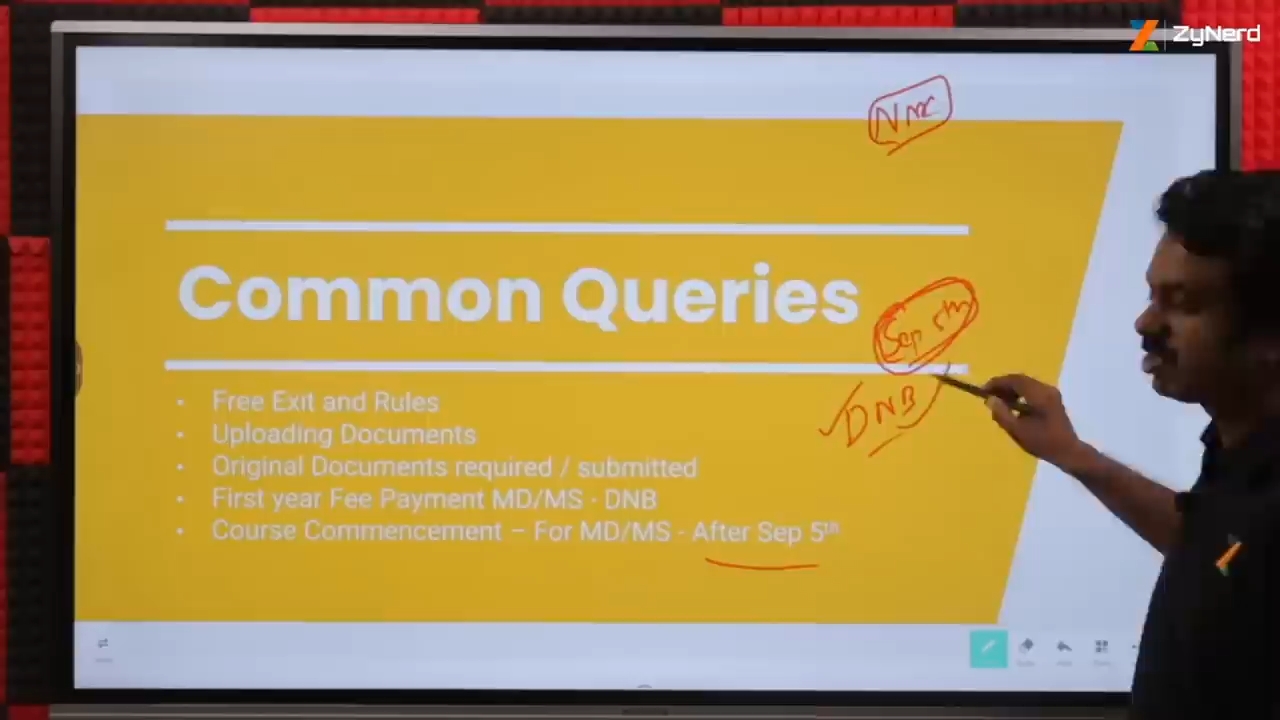 ZyNerd
NMC
Common Queries
Sep 5th
DNB
• Free Exit and Rules
• Uploading Documents
• Original Documents required / submitted
• First year Fee Payment MD/MS - DNB
• Course Commencement – For MD/MS - After Sep 5th